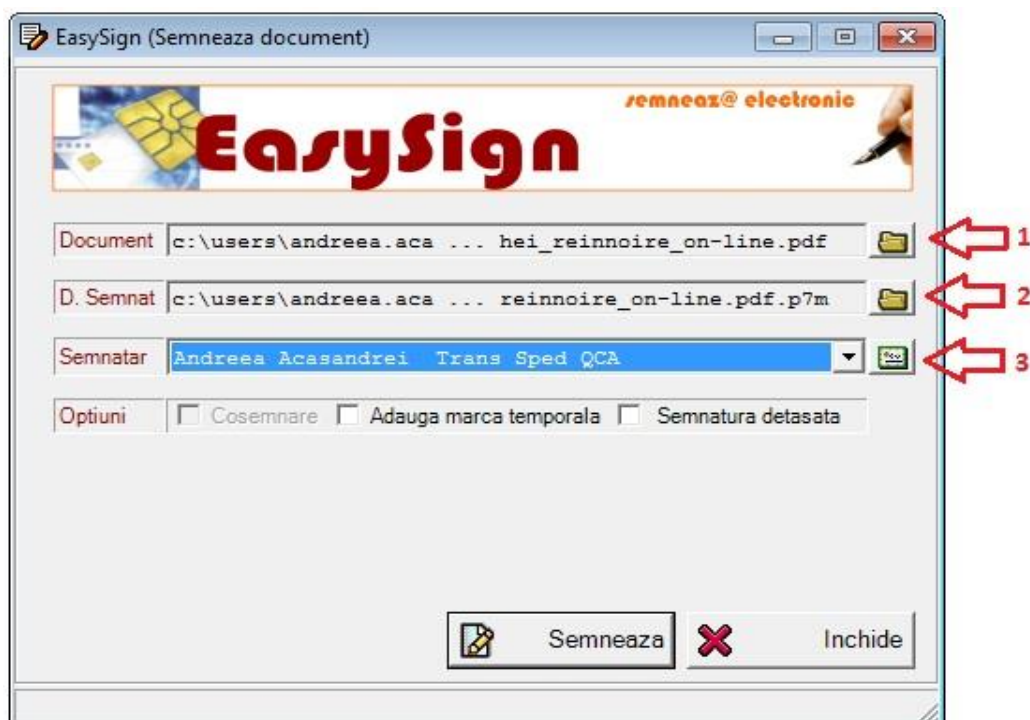 EasySign (Semneaza document)
semneaz@ electronic
EasySign
Document c:\users\andreea.aca ... hei_reinnoire_on-line.pdf 1
D. Semnat c:\users\andreea.aca ... reinnoire_on-line.pdf.p7m 2
Semnatar Andreea Acasandrei Trans Sped QCA 3
Optiuni Cosemnare Adauga marca temporala Semnatura detasata
Semneaza Inchide